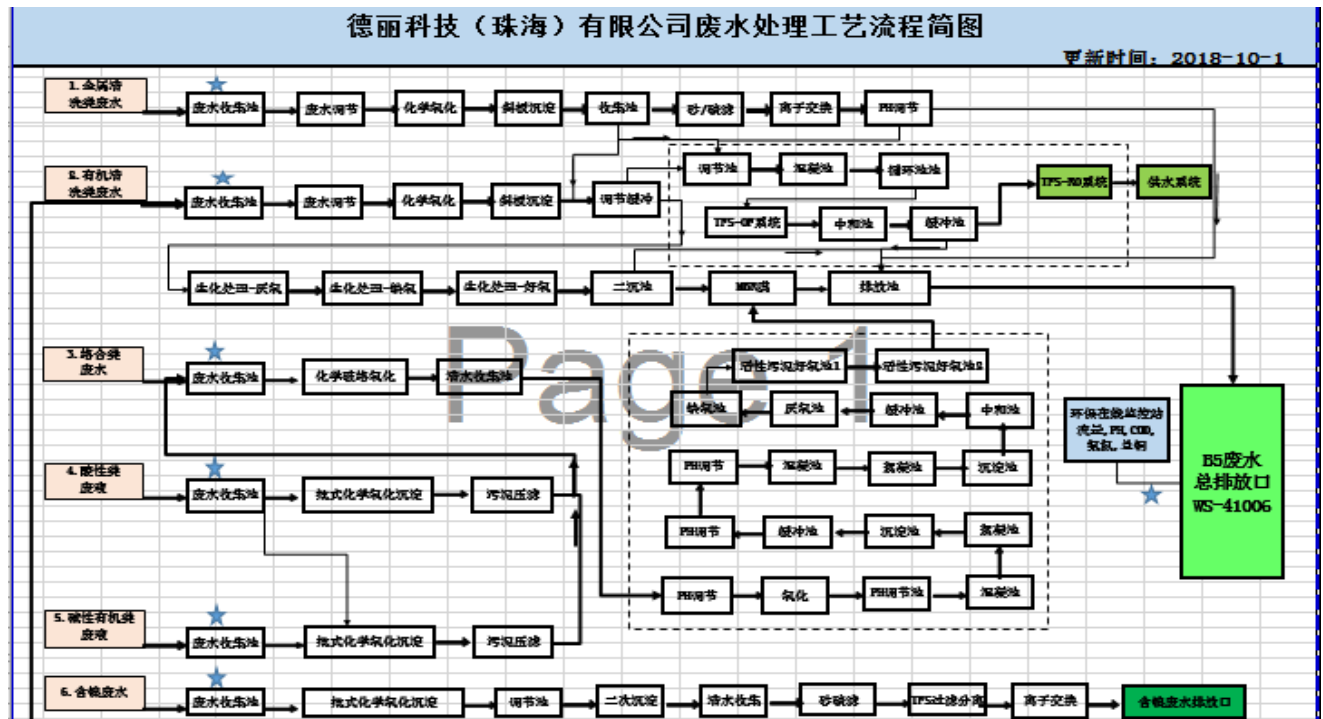 德丽科技（珠海）有限公司废水处理工艺流程简图
更新时间：2018-10-1
1.金属清
洗类废水
废水收集池
废水调节
化学氧化
斜板沉淀
收集池
砂/碳滤
离子交换
PH调节
2.有机清
洗类废水
废水收集池
废水调节
化学氧化
斜板沉淀
调节缓冲
调节池
混凝池
循环池
TFS-RO系统
供水系统
中和池
缓冲池
生化处理-厌氧
生化处理-缺氧
生化处理-好氧
二沉池
排放池
Page 1
3.络合类
废水
废水收集池
化学破络氧化
清水收集池
活性污泥好氧池1
活性污泥好氧池2
缺氧池
厌氧池
缓冲池
中和池
环保在线监控站
流量,PH,COD,
氨氮,总铜
B5废水
总排放口
WS-41006
PH调节
混凝池
絮凝池
沉淀池
4.酸性类
废液
废水收集池
批式化学氧化沉淀
污泥压滤
PH调节
缓冲池
沉淀池
絮凝池
PH调节
氧化
PH调节池
混凝池
5.碱性有机类
废液
废水收集池
批式化学氧化沉淀
污泥压滤
6.含镍废水
废水收集池
批式化学氧化沉淀
调节池
二次沉淀
清水收集
砂碳滤
TFS过滤分离
离子交换
含镍废水排放口